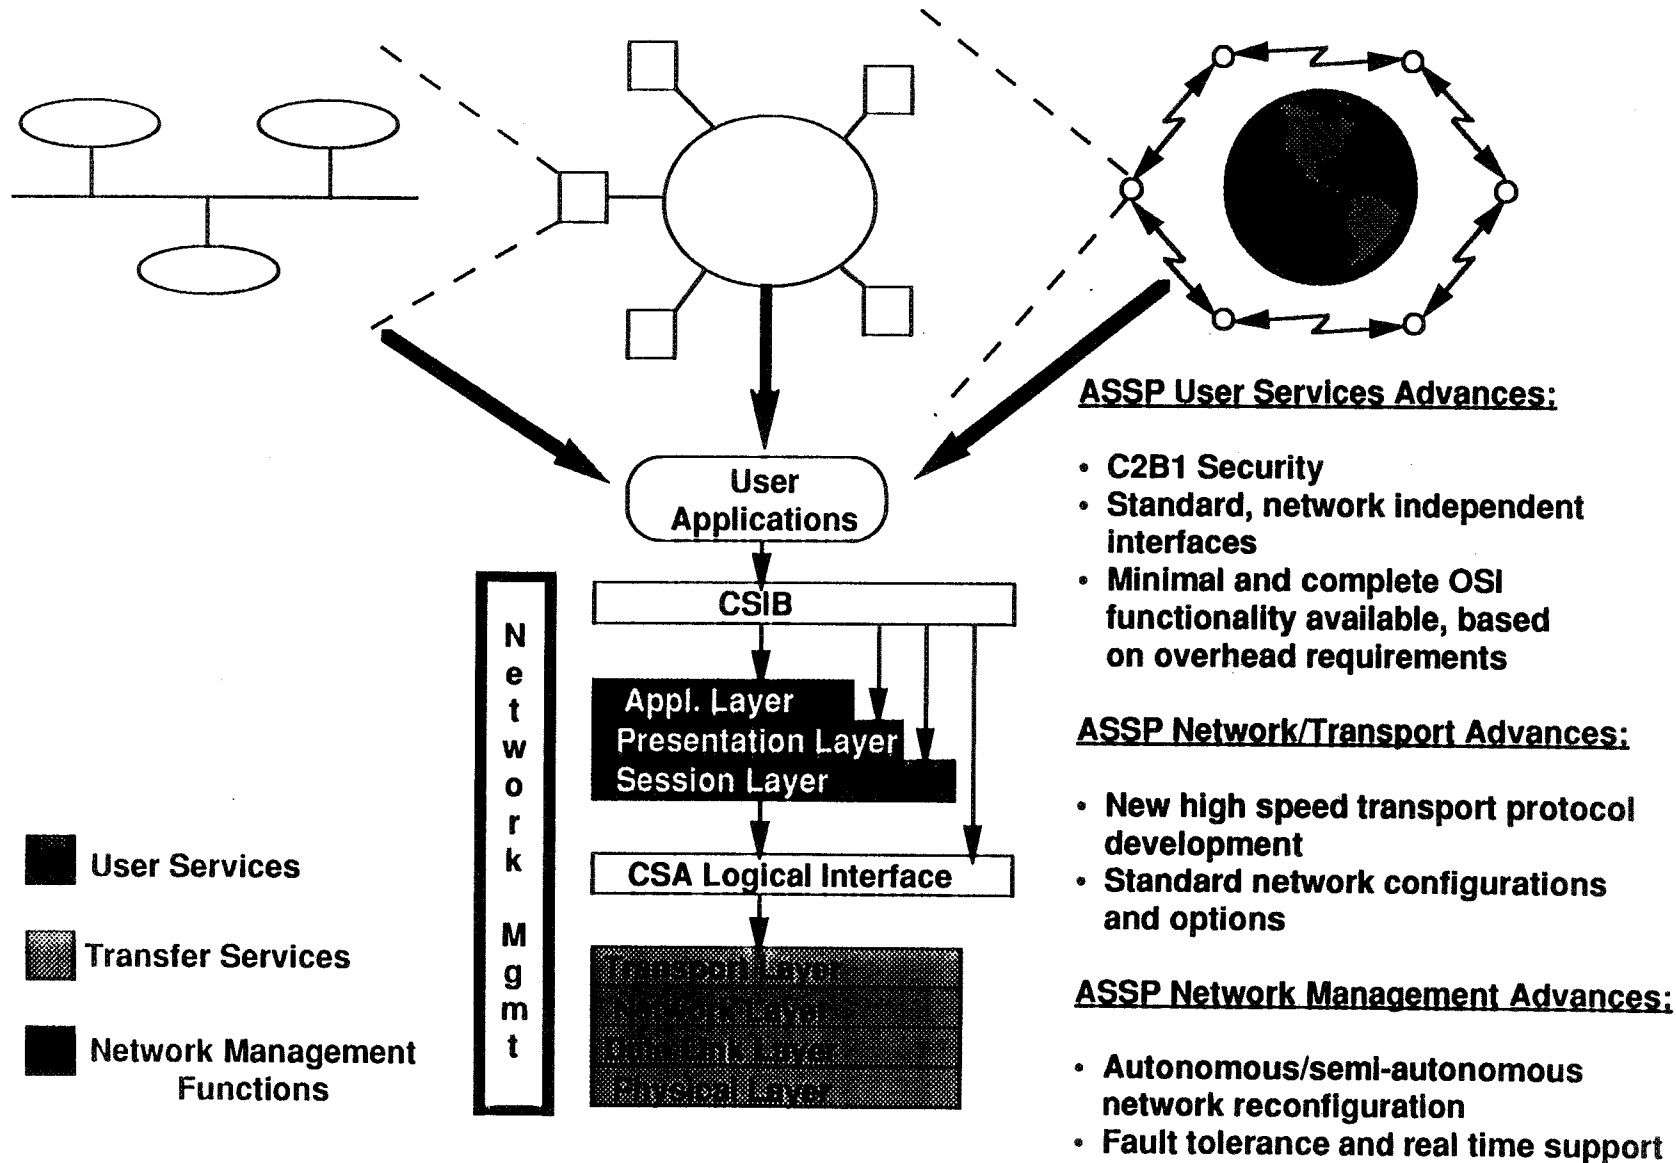 User
Applications
CSIB
Network Mgmt
Appl. Layer
Presentation Layer
Session Layer
CSA Logical Interface
Transport Layer
Network Layer
Data Link Layer
Physical Layer
User Services
Transfer Services
Network Management
Functions
ASSP User Services Advances:
• C2B1 Security
• Standard, network independent
interfaces
• Minimal and complete OSI
functionality available, based
on overhead requirements
ASSP Network/Transport Advances:
• New high speed transport protocol
development
• Standard network configurations
and options
ASSP Network Management Advances:
• Autonomous/semi-autonomous
network reconfiguration
• Fault tolerance and real time support